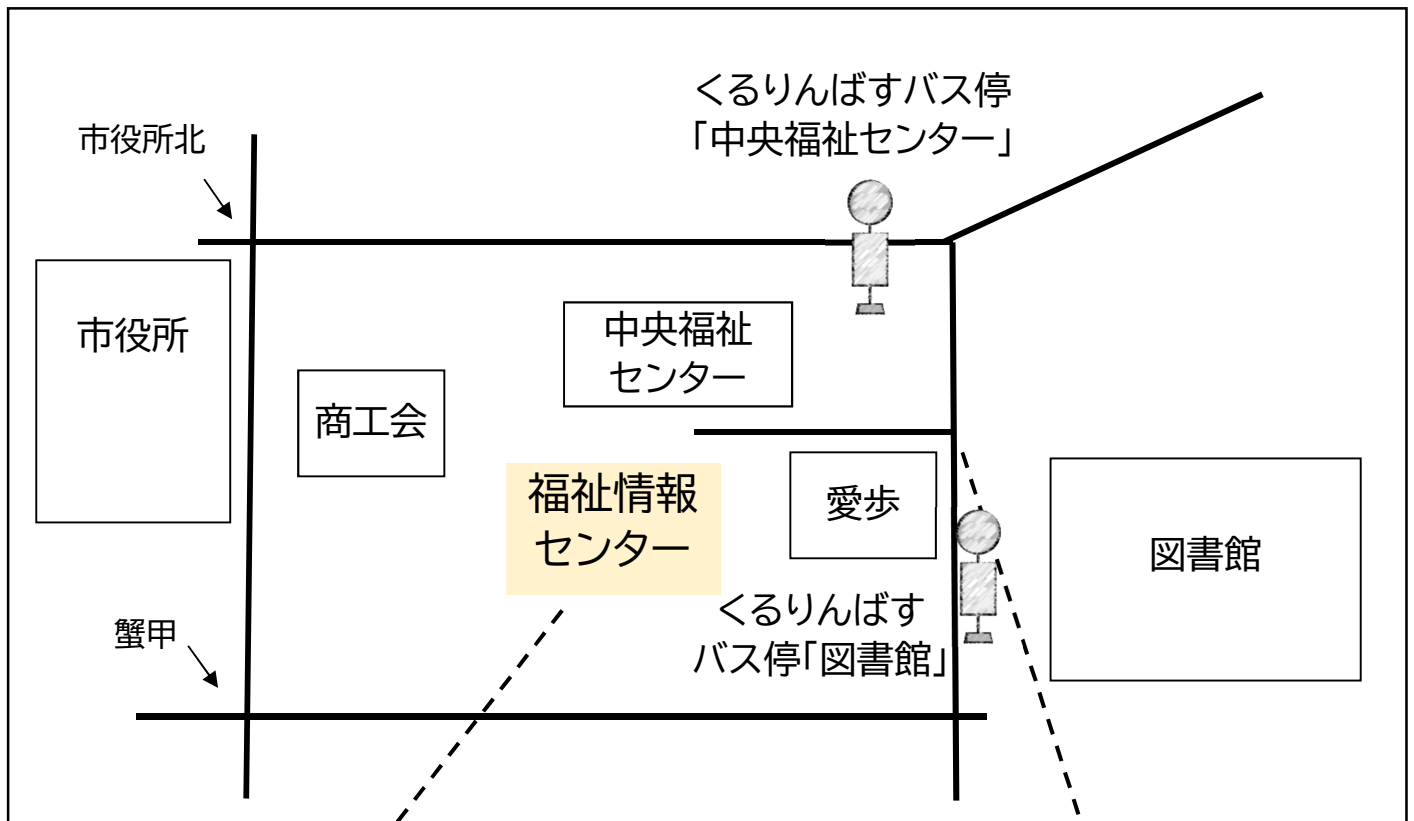 くるりんばすバス停
「中央福祉センター」
市役所北
市役所
中央福祉
センター
商工会
福祉情報
センター
愛歩
図書館
くるりんばす
バス停「図書館」
蟹甲